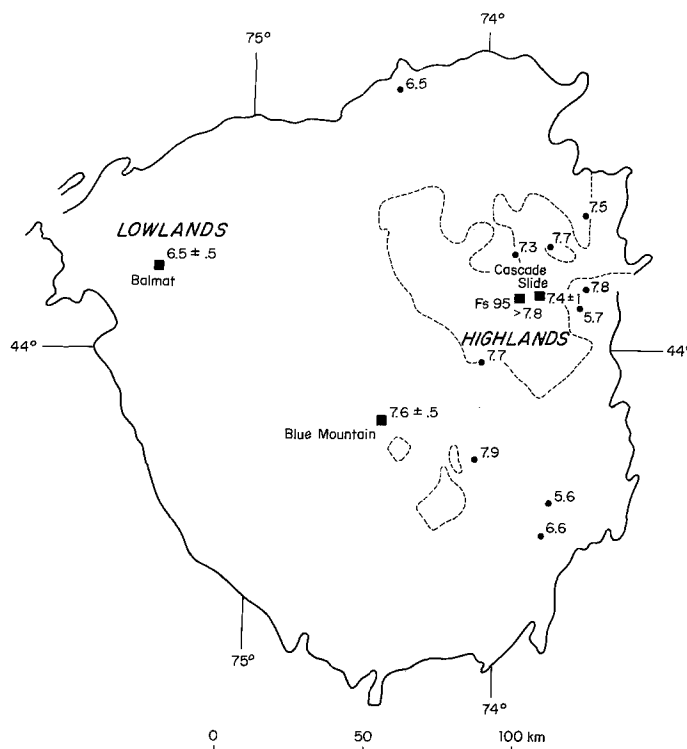 74°
75°
6.5
7.5
LOWLANDS
6.5 ± .5
Balmat
7.3
7.7
Cascade
Slide
7.8
Fs 95
7.4 ± 1
>7.8
5.7
HIGHLANDS
44°
44°
7.7
7.6 ± .5
Blue Mountain
7.9
5.6
6.6
75°
74°
0 50 100 km